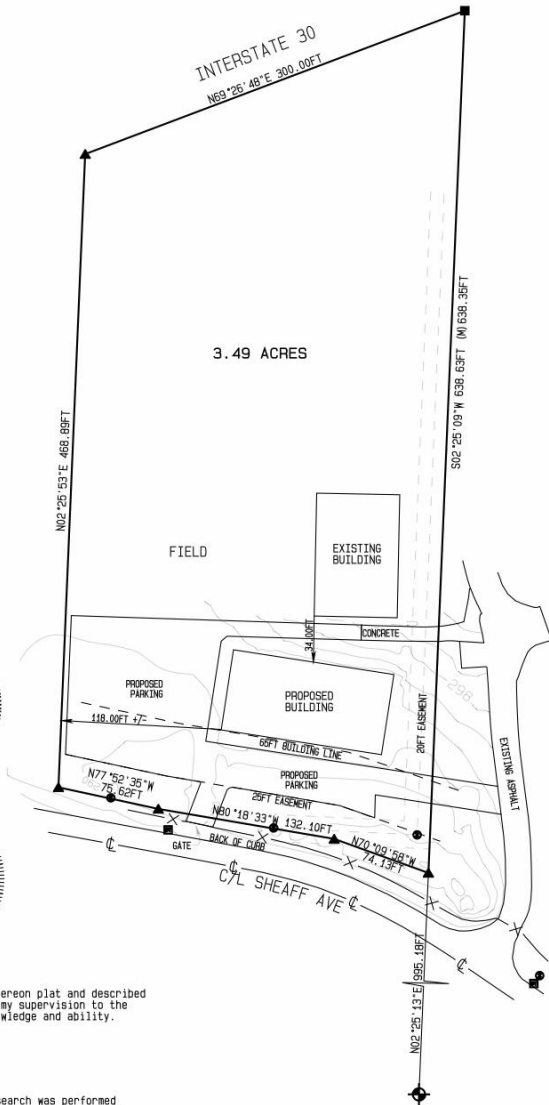 INTERSTATE 30
N69°26'48"E 300.00FT
3.49 ACRES
N02°25'53"E 468.89FT
S02°25'09"W 638.63FT (M) 638.35FT
FIELD
EXISTING
BUILDING
CONCRETE
34.00FT
PROPOSED
PARKING
PROPOSED
BUILDING
298
118.00FT +/-
65FT BUILDING LINE
20FT EASEMENT
EXISTING ASPHALT
PROPOSED
PARKING
25FT EASEMENT
N77°52'35"W
75.62FT
N80°18'33"W 132.10FT
N70°09'58"W
74.13FT
BACK OF CURB
GATE
C/L SHEAFF AVE
N02°25'13"E 995.18FT
ereon plat and described
my supervision to the
wledge and ability.
search was performed